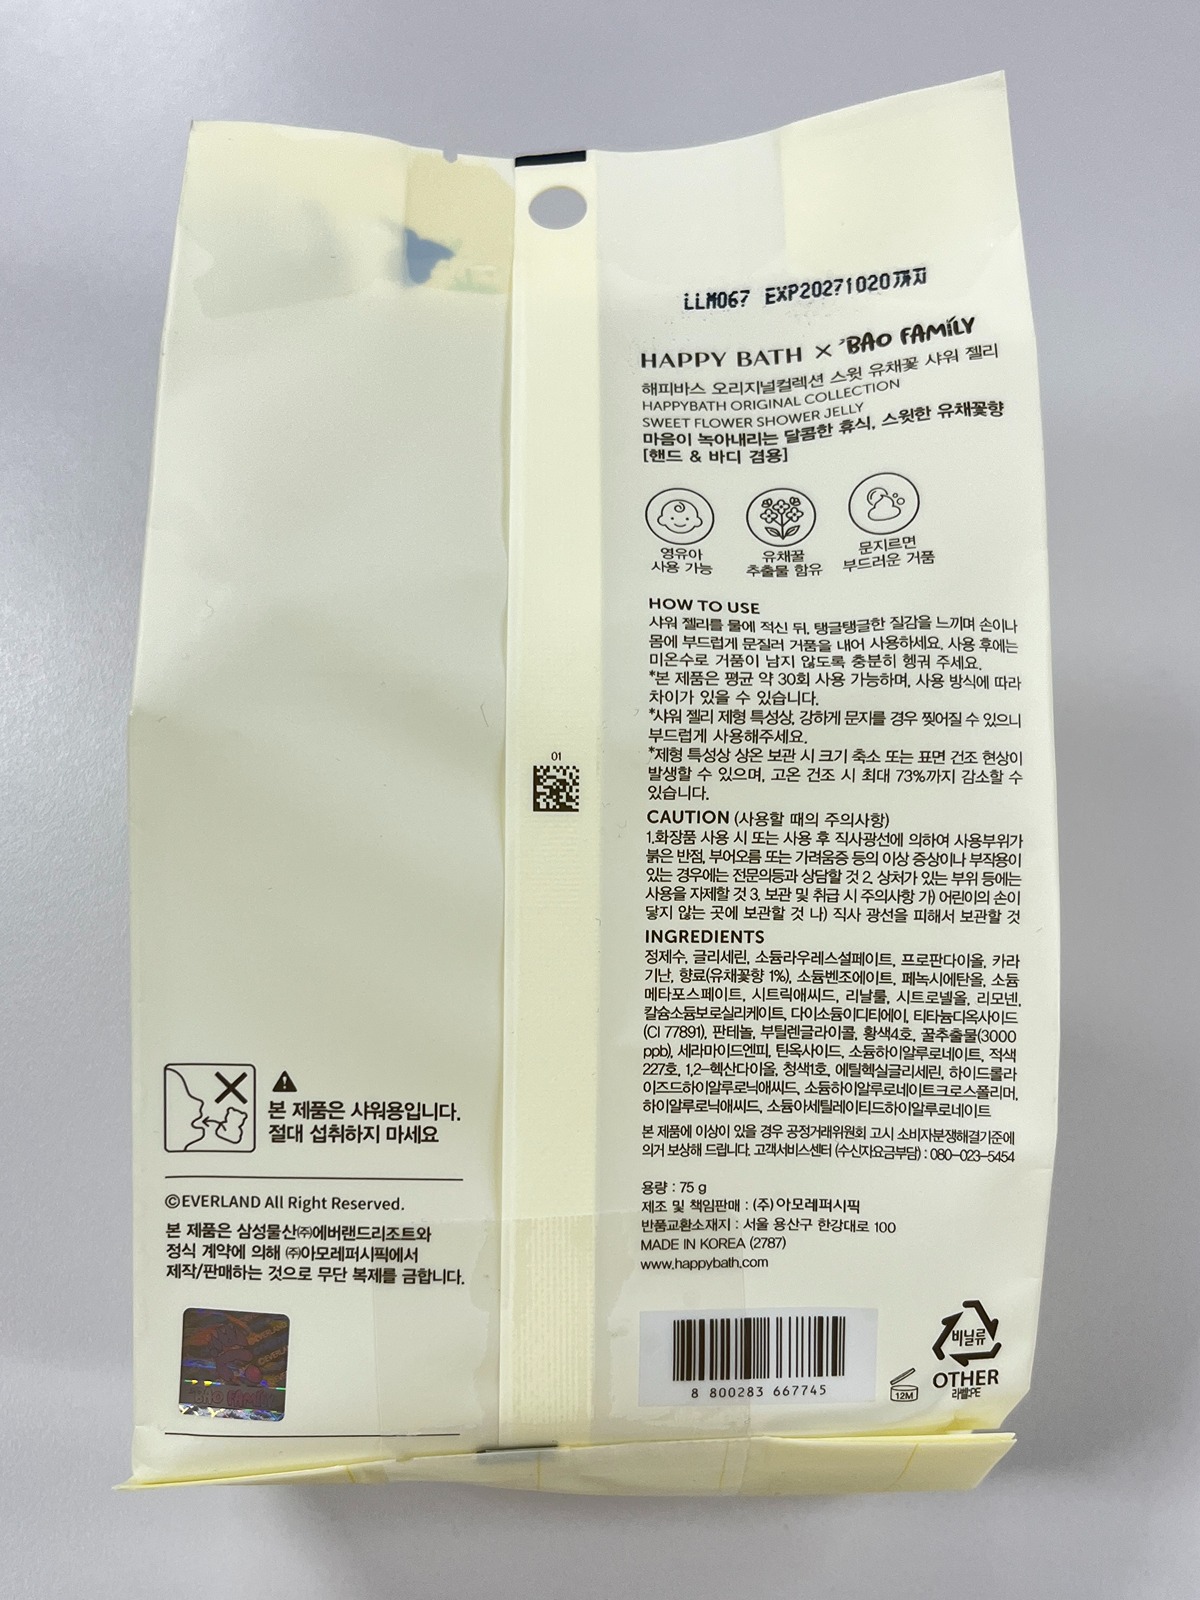 LLM067 EXP20271020까지
HAPPY BATH × BAO FAMILY
해피바스 오리지널컬렉션 스윗 유채꽃 샤워 젤리
HAPPYBATH ORIGINAL COLLECTION
SWEET FLOWER SHOWER JELLY
마음이 녹아내리는 달콤한 휴식, 스윗한 유채꽃향
[핸드 & 바디 겸용]
영유아
사용 가능
유채꿀
추출물 함유
문지르면
부드러운 거품
HOW TO USE
샤워 젤리를 물에 적신 뒤, 탱글탱글한 질감을 느끼며 손이나
몸에 부드럽게 문질러 거품을 내어 사용하세요. 사용 후에는
미온수로 거품이 남지 않도록 충분히 헹궈 주세요.
*본 제품은 평균 약 30회 사용 가능하며, 사용 방식에 따라
차이가 있을 수 있습니다.
*샤워 젤리 제형 특성상, 강하게 문지를 경우 찢어질 수 있으니
부드럽게 사용해주세요.
*제형 특성상 상온 보관 시 크기 축소 또는 표면 건조 현상이
발생할 수 있으며, 고온 건조 시 최대 73%까지 감소할 수
있습니다.
CAUTION (사용할 때의 주의사항)
1.화장품 사용 시 또는 사용 후 직사광선에 의하여 사용부위가
붉은 반점, 부어오름 또는 가려움증 등의 이상 증상이나 부작용이
있는 경우에는 전문의등과 상담할 것 2. 상처가 있는 부위 등에는
사용을 자제할 것 3. 보관 및 취급 시 주의사항 가) 어린이의 손이
닿지 않는 곳에 보관할 것 나) 직사 광선을 피해서 보관할 것
INGREDIENTS
정제수, 글리세린, 소듐라우레스설페이트, 프로판다이올, 카라
기난, 향료(유채꽃향 1%), 소듐벤조에이트, 페녹시에탄올, 소듐
메타포스페이트, 시트릭애씨드, 리날룰, 시트로넬올, 리모넨,
칼슘소듐보로실리케이트, 다이소듐이디티에이, 티타늄디옥사이드
(CI 77891), 판테놀, 부틸렌글라이콜, 황색4호, 꿀추출물(3000
ppb), 세라마이드엔피, 틴옥사이드, 소듐하이알루로네이트, 적색
227호, 1,2-헥산다이올, 청색1호, 에틸헥실글리세린, 하이드롤라
이즈드하이알루로닉애씨드, 소듐하이알루로네이트크로스폴리머,
하이알루로닉애씨드, 소듐아세틸레이티드하이알루로네이트
본 제품에 이상이 있을 경우 공정거래위원회 고시 소비자분쟁해결기준에
의거 보상해 드립니다. 고객서비스센터 (수신자요금부담) : 080-023-5454
용량 : 75 g
제조 및 책임판매 : (주)아모레퍼시픽
반품교환소재지 : 서울 용산구 한강대로 100
MADE IN KOREA (2787)
www.happybath.com
8 800283 667745
12M
비닐류
OTHER
라벨:PE
01
본 제품은 샤워용입니다.
절대 섭취하지 마세요
©EVERLAND All Right Reserved.
본 제품은 삼성물산㈜에버랜드리조트와
정식 계약에 의해 ㈜아모레퍼시픽에서
제작/판매하는 것으로 무단 복제를 금합니다.
©EVERLAND
BAO FAMILY